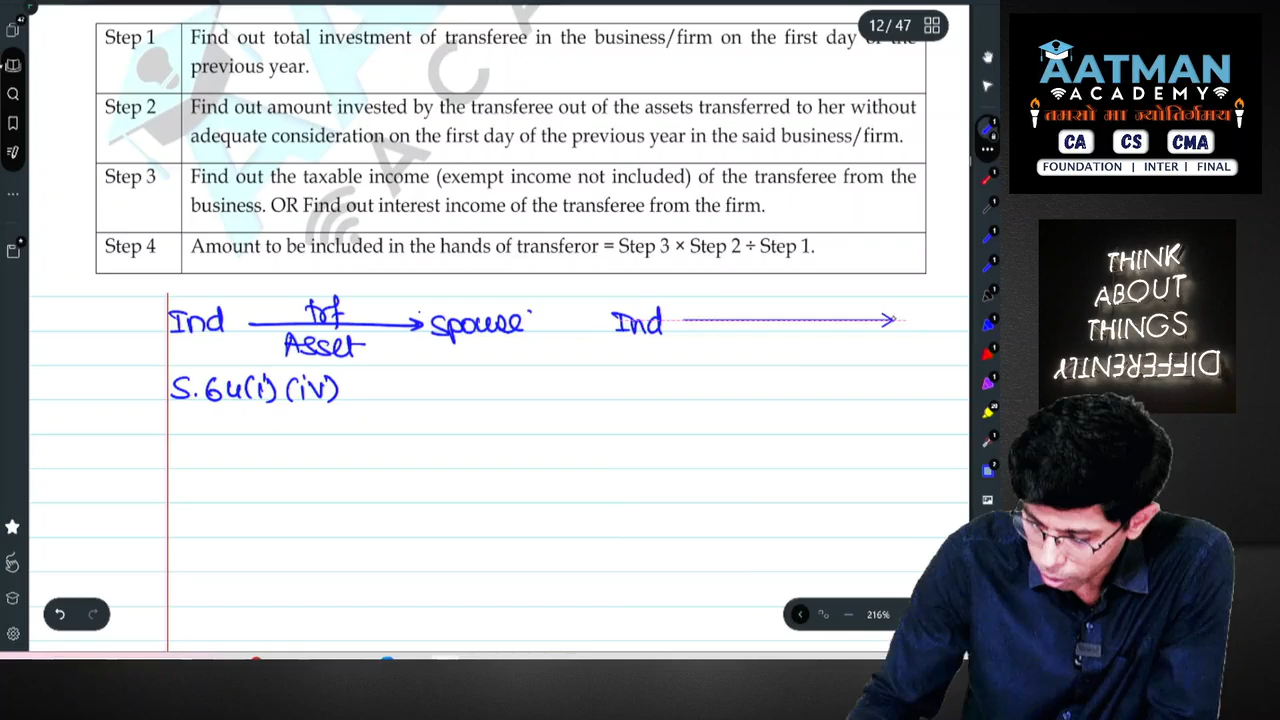 Step 1 Find out total investment of transferee in the business/firm on the first day of the
previous year.
Step 2 Find out amount invested by the transferee out of the assets transferred to her without
adequate consideration on the first day of the previous year in the said business/firm.
Step 3 Find out the taxable income (exempt income not included) of the transferee from the
business. OR Find out interest income of the transferee from the firm.
Step 4 Amount to be included in the hands of transferor = Step 3 × Step 2 ÷ Step 1.
12/47
Ind trf Spouse Ind
Asset
S.64(i)(iv)
216%
AATMAN
ACADEMY
तमसो मा ज्योतिर्गमय
CA CS CMA
FOUNDATION | INTER | FINAL
THINK
ABOUT
THINGS
DIFFERENTLY